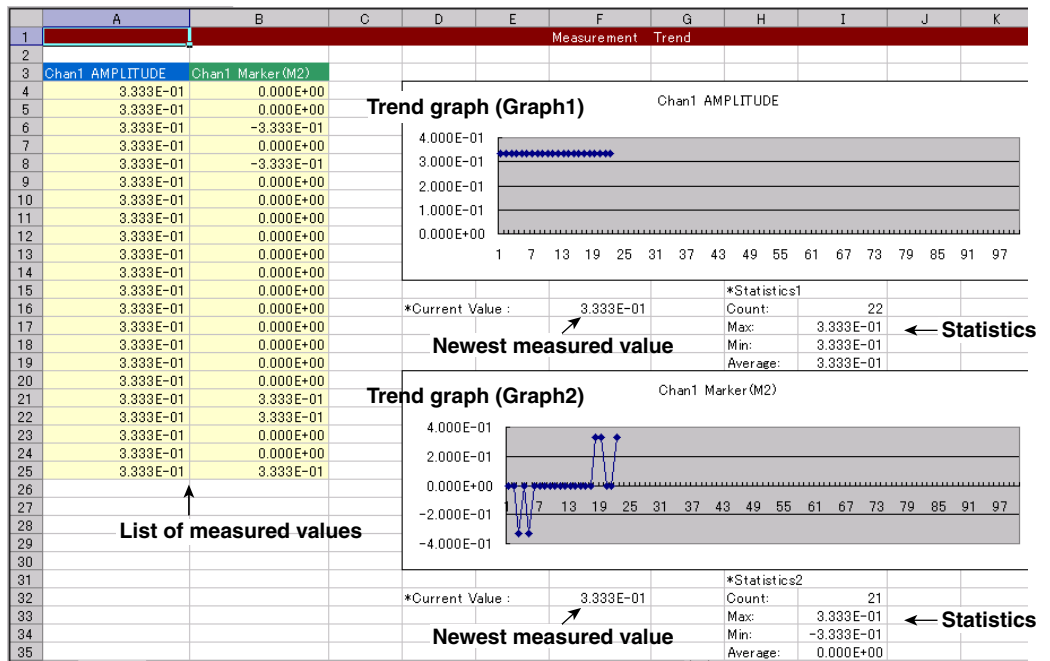 A B C D E F G H I J K
1 Measurement Trend
2
3 Chan1 AMPLITUDE Chan1 Marker(M2)
4 3.333E-01 0.000E+00
5 3.333E-01 0.000E+00
6 3.333E-01 -3.333E-01
7 3.333E-01 0.000E+00
8 3.333E-01 -3.333E-01
9 3.333E-01 0.000E+00
10 3.333E-01 0.000E+00
11 3.333E-01 0.000E+00
12 3.333E-01 0.000E+00
13 3.333E-01 0.000E+00
14 3.333E-01 0.000E+00
15 3.333E-01 0.000E+00
16 3.333E-01 0.000E+00
17 3.333E-01 0.000E+00
18 3.333E-01 0.000E+00
19 3.333E-01 0.000E+00
20 3.333E-01 0.000E+00
21 3.333E-01 3.333E-01
22 3.333E-01 3.333E-01
23 3.333E-01 0.000E+00
24 3.333E-01 0.000E+00
25 3.333E-01 3.333E-01
26
27
28
29
30
31
32
33
34
35
List of measured values
Trend graph (Graph1)
Chan1 AMPLITUDE
4.000E-01
3.000E-01
2.000E-01
1.000E-01
0.000E+00
1 7 13 19 25 31 37 43 49 55 61 67 73 79 85 91 97
*Statistics1
*Current Value : 3.333E-01 Count: 22
Max: 3.333E-01
Min: 3.333E-01
Average: 3.333E-01
Newest measured value
Statistics
Trend graph (Graph2)
Chan1 Marker(M2)
4.000E-01
2.000E-01
0.000E+00
-2.000E-01
-4.000E-01
1 7 13 19 25 31 37 43 49 55 61 67 73 79 85 91 97
*Statistics2
*Current Value : 3.333E-01 Count: 21
Max: 3.333E-01
Min: -3.333E-01
Average: 0.000E+00
Newest measured value
Statistics